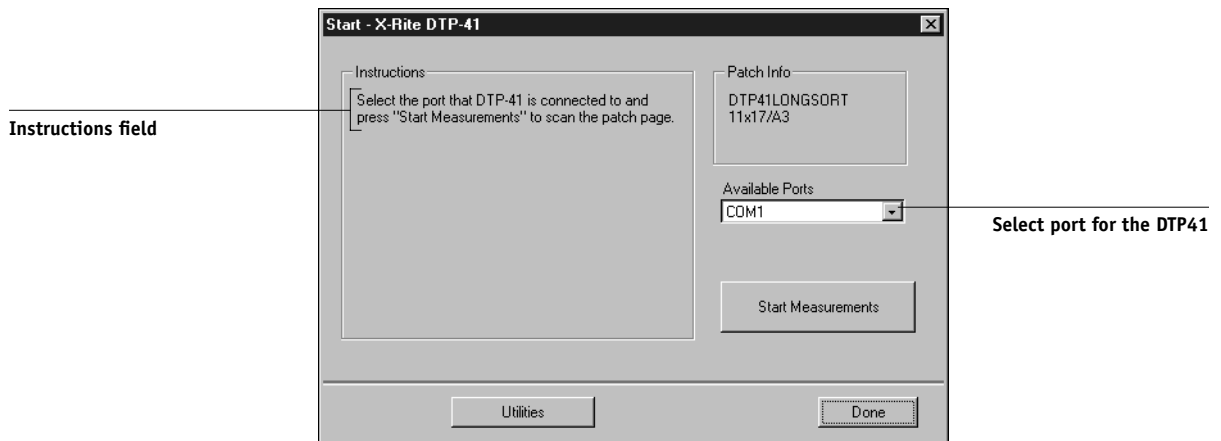 Start - X-Rite DTP-41
Instructions
Select the port that DTP-41 is connected to and
press "Start Measurements" to scan the patch page.
Instructions field
Patch Info
DTP41LONGSORT
11x17/A3
Available Ports
COM1
Select port for the DTP41
Start Measurements
Utilities
Done